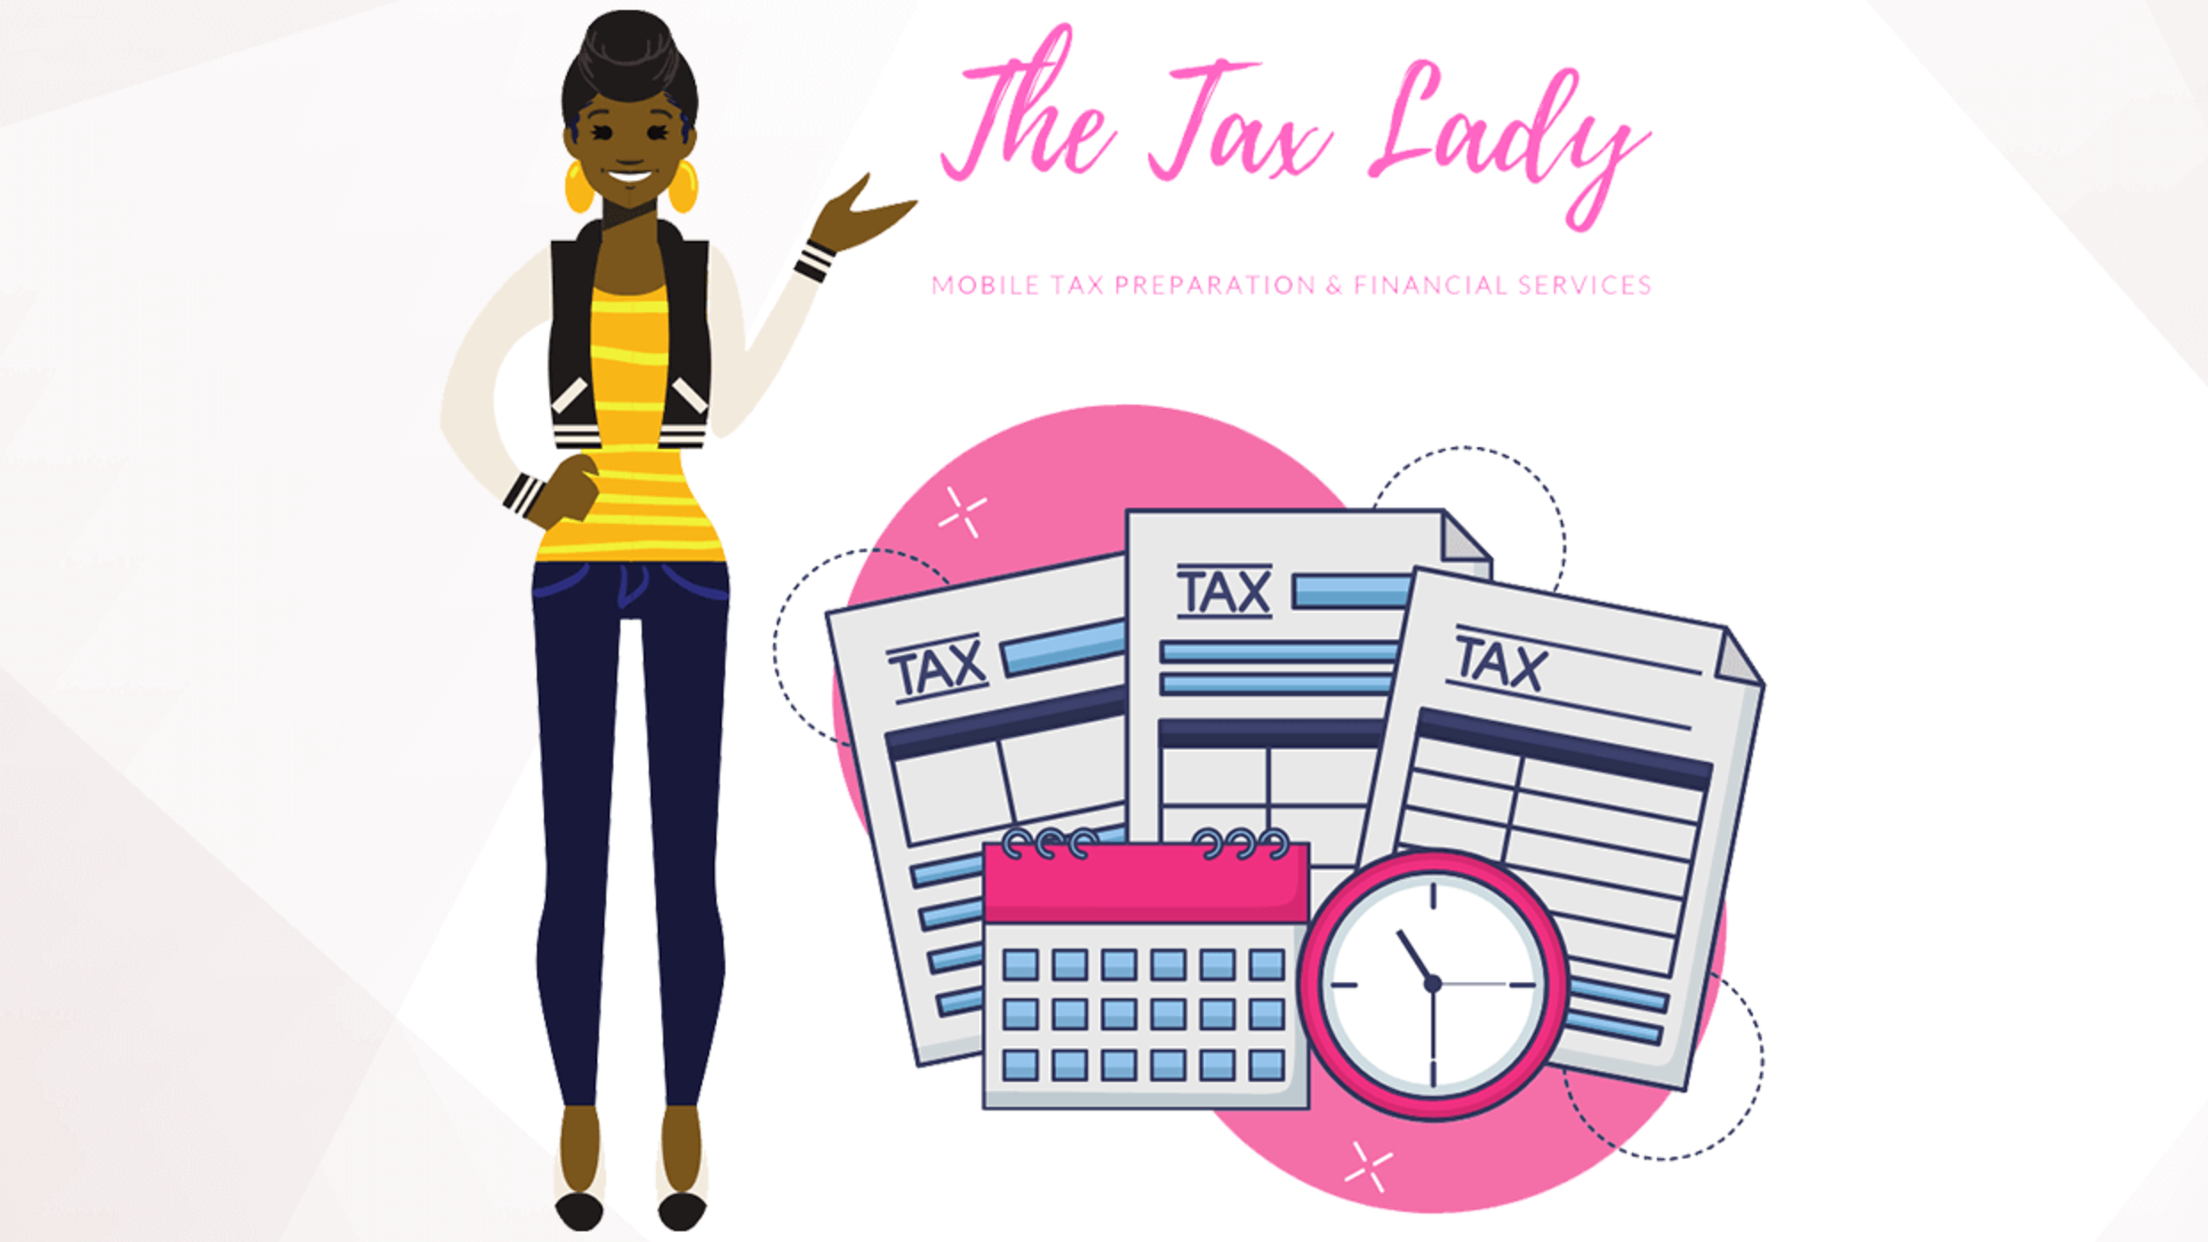 The Tax Lady
MOBILE TAX PREPARATION & FINANCIAL SERVICES
TAX
TAX
TAX